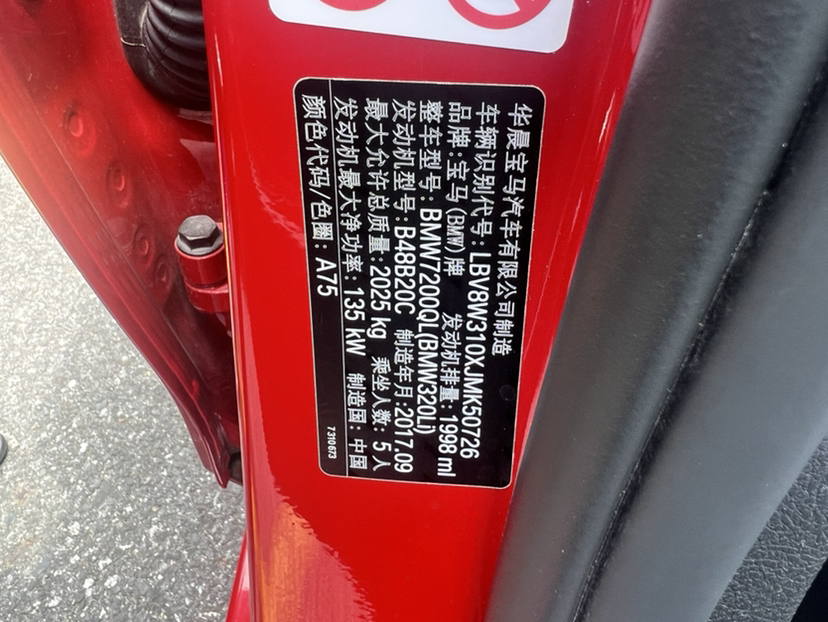 华晨宝马汽车有限公司制造
车辆识别代号: LBV8W310XJMK50726
品牌: 宝马(BMW)牌 发动机排量: 1998 ml
整车型号: BMW7200QL(BMW320Li)
发动机型号: B48B20C 制造年月: 2017.09
最大允许总质量: 2025 kg 乘坐人数: 5 人
发动机最大净功率: 135 kW 制造国: 中国
颜色代码/色圈: A75
7310673